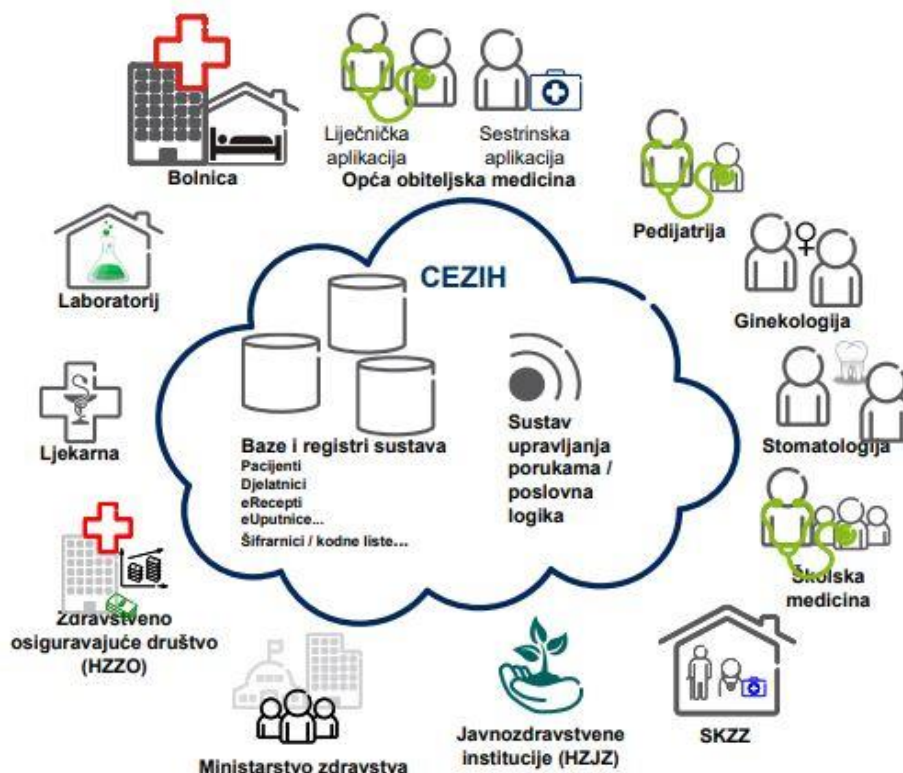 Liječnička
aplikacija
Sestrinska
aplikacija
Bolnica
Opća obiteljska medicina
Pedijatrija
Laboratorij
CEZIH
Ginekologija
Ljekarna
Baze i registri sustava
Pacijenti
Djelatnici
eRecepti
eUputnice...
Šifrarnici / kodne liste...
Sustav
upravljanja
porukama /
poslovna
logika
Stomatologija
Školska
medicina
Zdravstveno
osiguravajuće društvo
(HZZO)
Ministarstvo zdravstva
Javnozdravstvene
institucije (HZJZ)
SKZZ